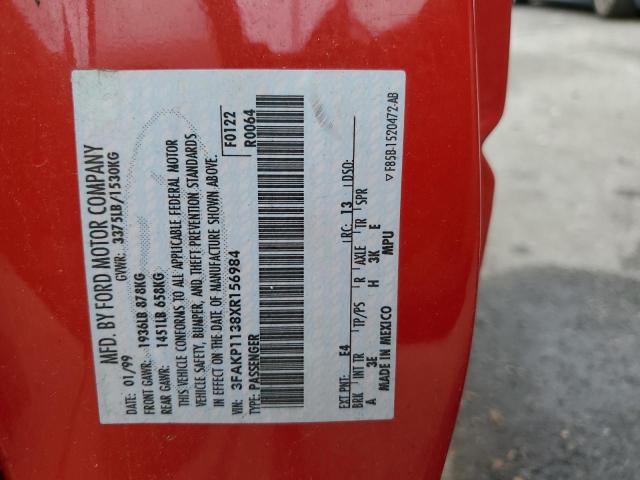 MFD. BY FORD MOTOR COMPANY
DATE: 01/99 GVWR: 3375LB/1530KG
FRONT GAWR: 1936LB 878KG
REAR GAWR: 1451LB 658KG
THIS VEHICLE CONFORMS TO ALL APPLICABLE FEDERAL MOTOR
VEHICLE SAFETY, BUMPER, AND THEFT PREVENTION STANDARDS
IN EFFECT ON THE DATE OF MANUFACTURE SHOWN ABOVE.
VIN: 3FAKP1138XR156984 F0122
TYPE: PASSENGER R0064
EXT PNT: E4 RC: 13 DSO:
BRK INT TR TP/PS R AXLE TR SPR
A 3E H 3K E
MADE IN MEXICO MPU
F85B-1520472-AB